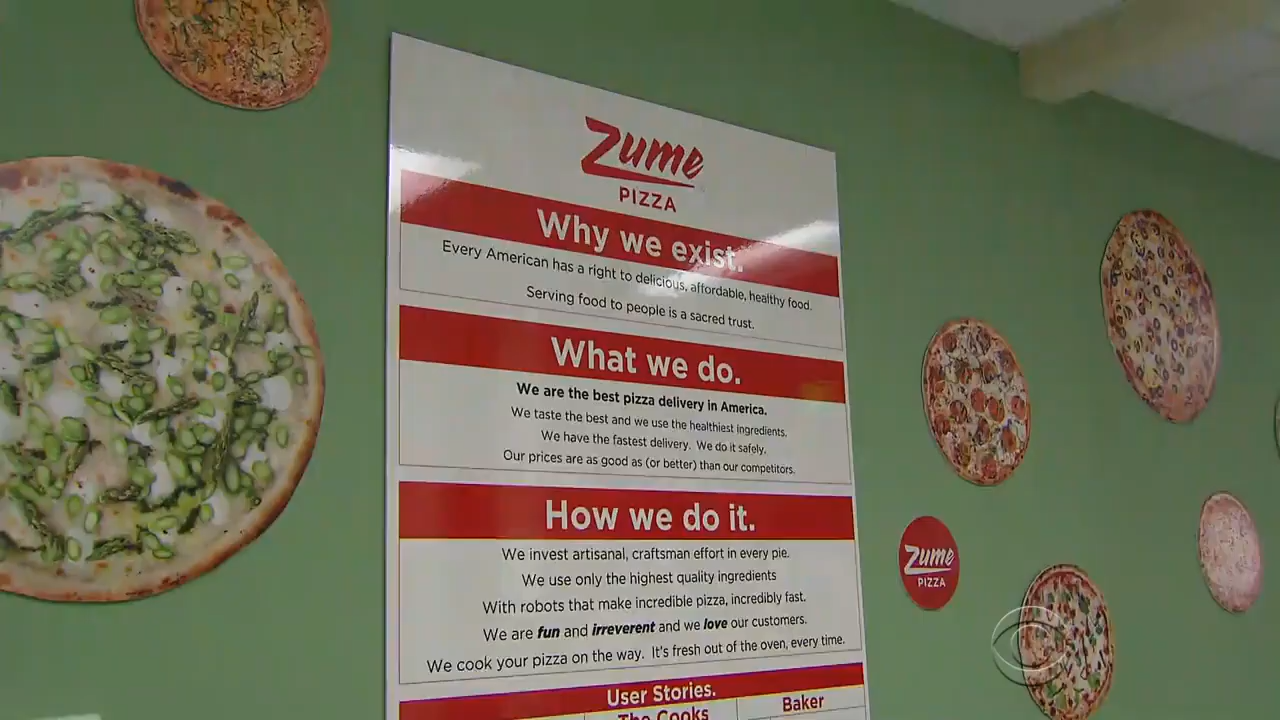 Zume
PIZZA
Why we exist.
Every American has a right to delicious, affordable, healthy food.
Serving food to people is a sacred trust.
What we do.
We are the best pizza delivery in America.
We taste the best and we use the healthiest ingredients.
We have the fastest delivery. We do it safely.
Our prices are as good as (or better) than our competitors.
How we do it.
We invest artisanal, craftsman effort in every pie.
We use only the highest quality ingredients
With robots that make incredible pizza, incredibly fast.
We are fun and irreverent and we love our customers.
We cook your pizza on the way. It's fresh out of the oven, every time.
User Stories.
The Cooks
Baker
Zume
PIZZA